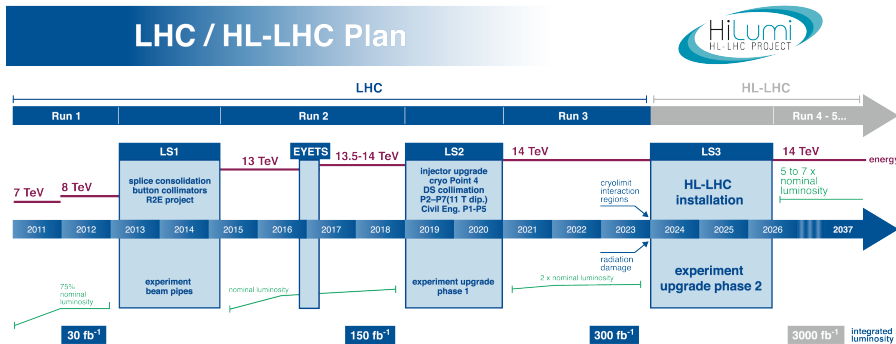 LHC / HL-LHC Plan
HiLumi
HL-LHC PROJECT
LHC
HL-LHC
Run 1
Run 2
Run 3
Run 4 - 5...
LS1
EYETS
LS2
LS3
7 TeV
8 TeV
splice consolidation
button collimators
R2E project
13 TeV
13.5-14 TeV
injector upgrade
cryo Point 4
DS collimation
P2-P7(11 T dip.)
Civil Eng. P1-P5
14 TeV
cryolimit
interaction
regions
HL-LHC
installation
14 TeV
energy
5 to 7 x
nominal
luminosity
2011 2012 2013 2014 2015 2016 2017 2018 2019 2020 2021 2022 2023 2024 2025 2026 2037
75%
nominal
luminosity
experiment
beam pipes
nominal luminosity
experiment upgrade
phase 1
2 x nominal luminosity
radiation
damage
experiment
upgrade phase 2
30 fb-1
150 fb-1
300 fb-1
3000 fb-1
integrated
luminosity